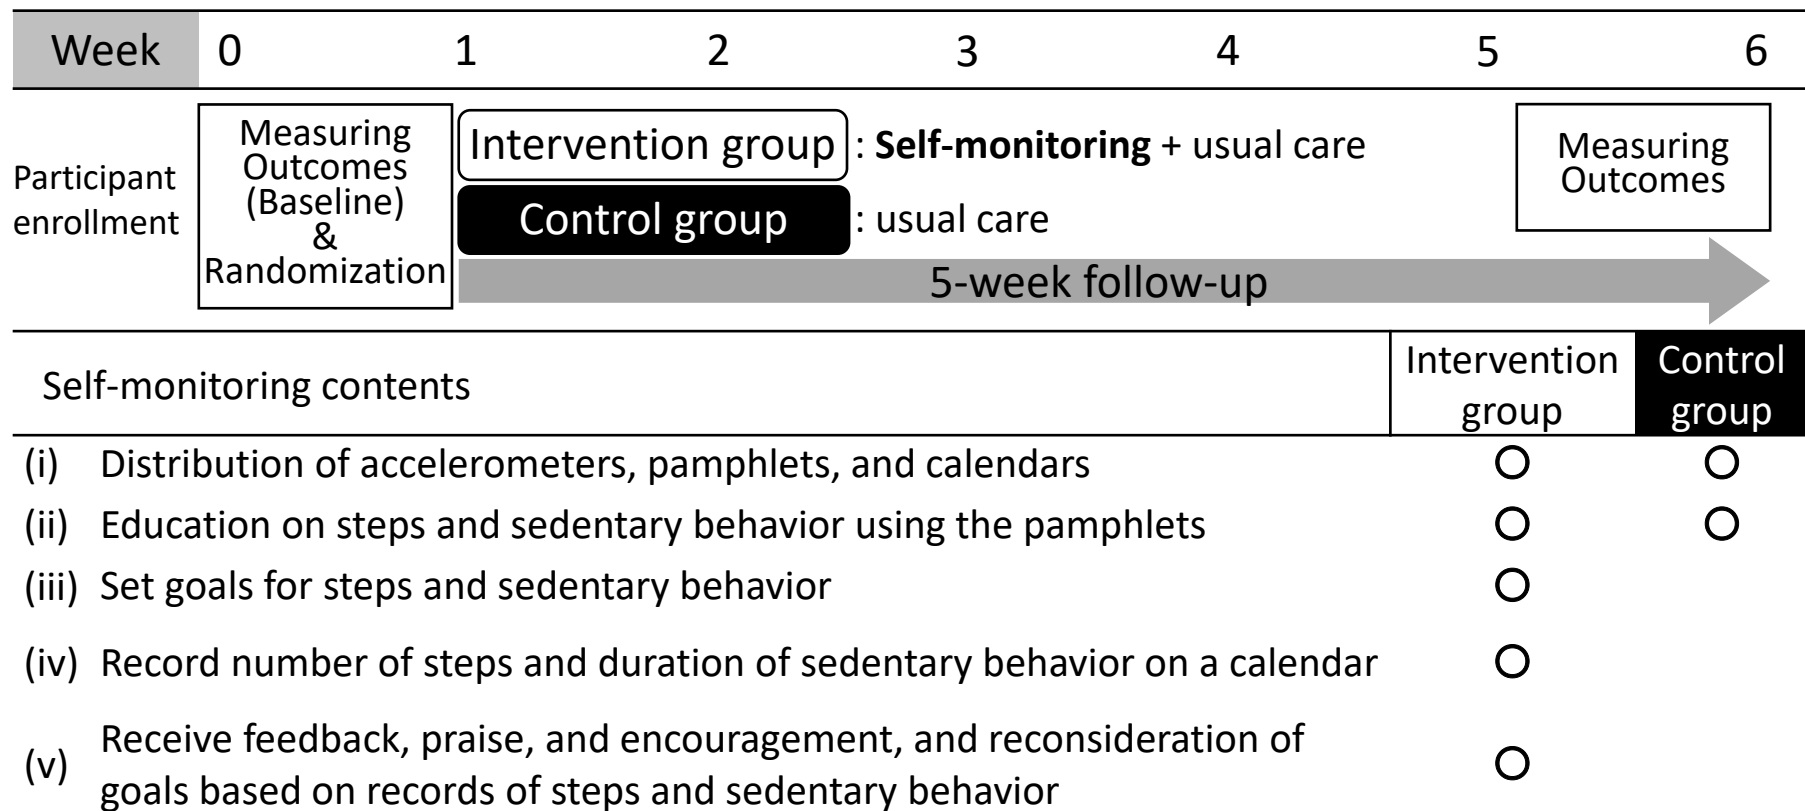 Week 0 1 2 3 4 5 6
Participant
enrollment
Measuring
Outcomes
(Baseline)
&
Randomization
Intervention group : Self-monitoring + usual care
Control group : usual care
5-week follow-up
Measuring
Outcomes
Self-monitoring contents
Intervention
group
Control
group
(i) Distribution of accelerometers, pamphlets, and calendars
(ii) Education on steps and sedentary behavior using the pamphlets
(iii) Set goals for steps and sedentary behavior
(iv) Record number of steps and duration of sedentary behavior on a calendar
(v) Receive feedback, praise, and encouragement, and reconsideration of
goals based on records of steps and sedentary behavior